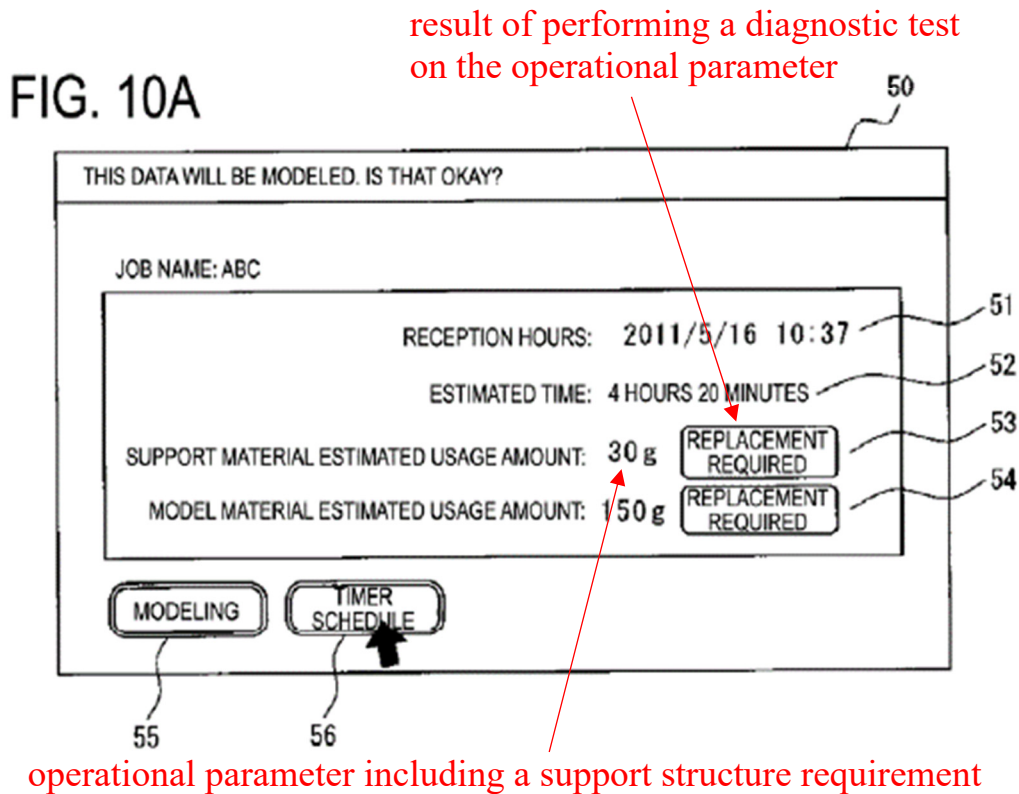 result of performing a diagnostic test
on the operational parameter
FIG. 10A
50
THIS DATA WILL BE MODELED. IS THAT OKAY?
JOB NAME: ABC
RECEPTION HOURS: 2011/5/16 10:37
51
ESTIMATED TIME: 4 HOURS 20 MINUTES
52
SUPPORT MATERIAL ESTIMATED USAGE AMOUNT: 30g
REPLACEMENT
REQUIRED
53
MODEL MATERIAL ESTIMATED USAGE AMOUNT: 150g
REPLACEMENT
REQUIRED
54
MODELING
TIMER
SCHEDULE
55
56
operational parameter including a support structure requirement